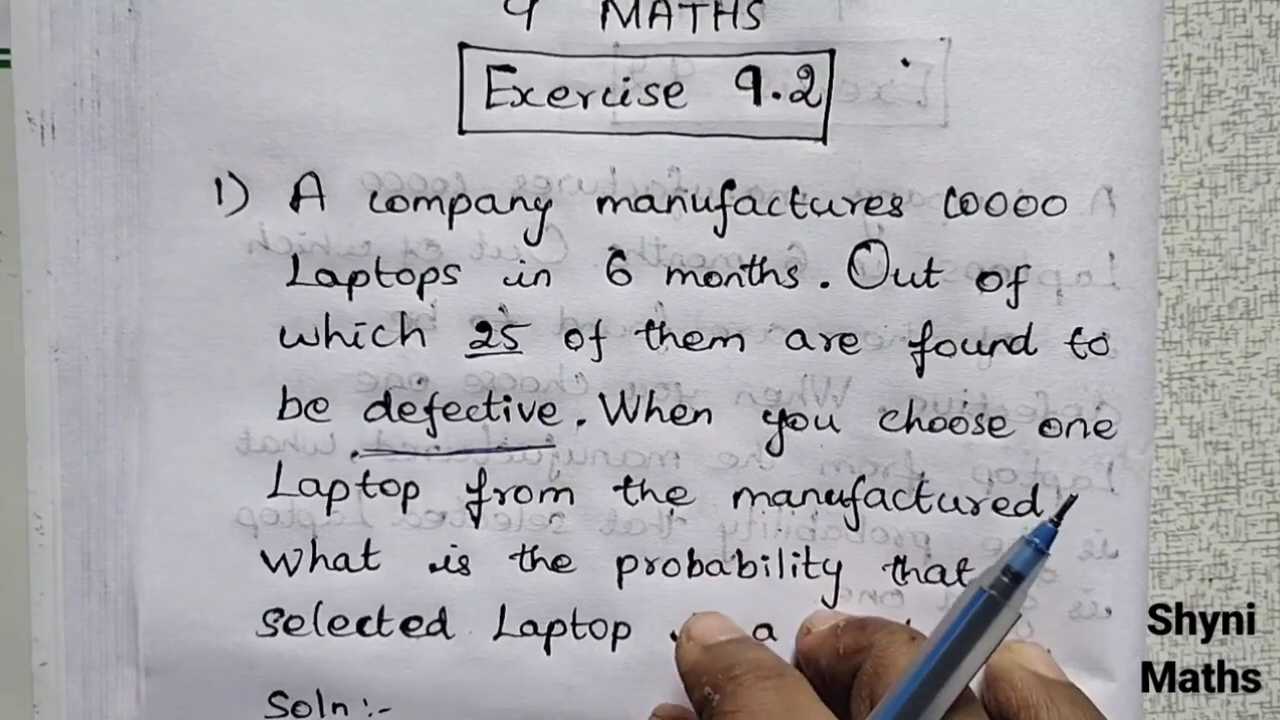 9 MATHS
Exercise 9.2
1) A company manufactures 10000
Laptops in 6 months. Out of
which 25 of them are found to
be defective. When you choose one
Laptop from the manufactured,
what is the probability that
selected Laptop a
Soln:-
Shyni
Maths